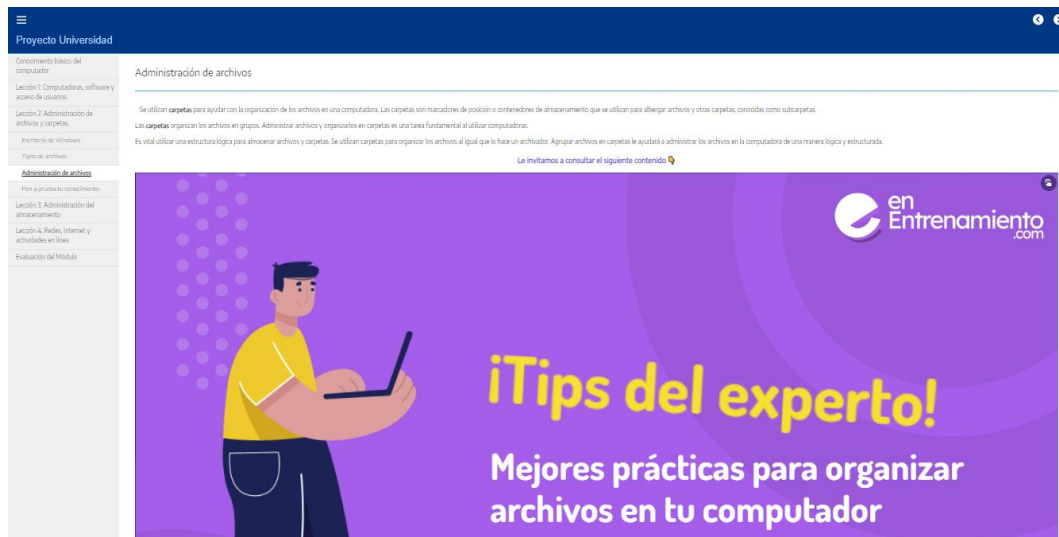 Proyecto Universidad
Conocimiento básico del
computador
Lección 1: Computadoras, software y
acceso de usuarios.
Lección 2: Administración de
archivos y carpetas.
Escritorio de Windows
Tipos de archivos
Administración de archivos
Pon a prueba tu conocimiento
Lección 3: Administración del
almacenamiento
Lección 4: Redes, Internet y
actividades en línea
Evaluación del Módulo
Administración de archivos
Se utilizan carpetas para ayudar con la organización de los archivos en una computadora. Las carpetas son marcadores de posición o contenedores de almacenamiento que se utilizan para albergar archivos y otras carpetas, conocidas como subcarpetas.
Las carpetas organizan los archivos en grupos. Administrar archivos y organizarlos en carpetas es una tarea fundamental al utilizar computadoras.
Es vital utilizar una estructura lógica para almacenar archivos y carpetas. Se utilizan carpetas para organizar los archivos al igual que lo hace un archivador. Agrupar archivos en carpetas le ayudará a administrar los archivos en la computadora de una manera lógica y estructurada.
Le invitamos a consultar el siguiente contenido
en
Entrenamiento
.com
¡Tips del experto!
Mejores prácticas para organizar
archivos en tu computador